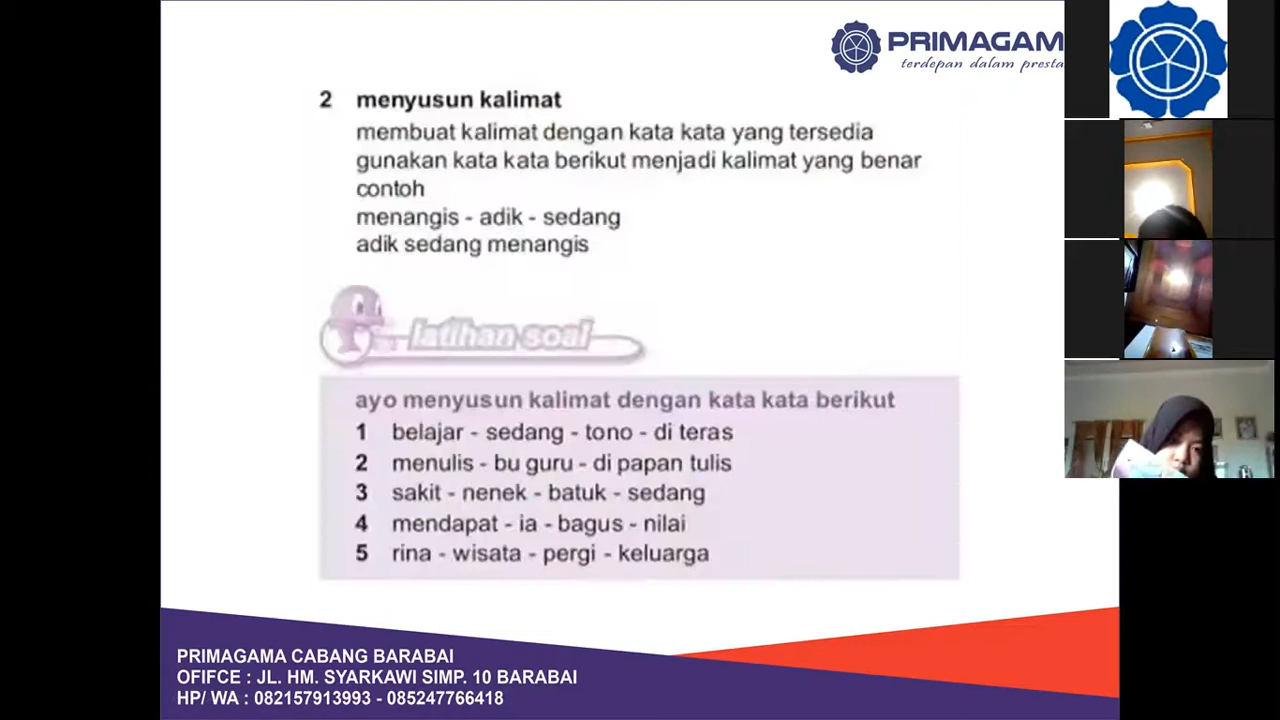 PRIMAGAM
terdepan dalam presta
2 menyusun kalimat
membuat kalimat dengan kata kata yang tersedia
gunakan kata kata berikut menjadi kalimat yang benar
contoh
menangis - adik - sedang
adik sedang menangis
latihan soal
ayo menyusun kalimat dengan kata kata berikut
1 belajar - sedang - tono - di teras
2 menulis - bu guru - di papan tulis
3 sakit - nenek - batuk - sedang
4 mendapat - ia - bagus - nilai
5 rina - wisata - pergi - keluarga
PRIMAGAMA CABANG BARABAI
OFIFCE : JL. HM. SYARKAWI SIMP. 10 BARABAI
HP/ WA : 082157913993 - 085247766418